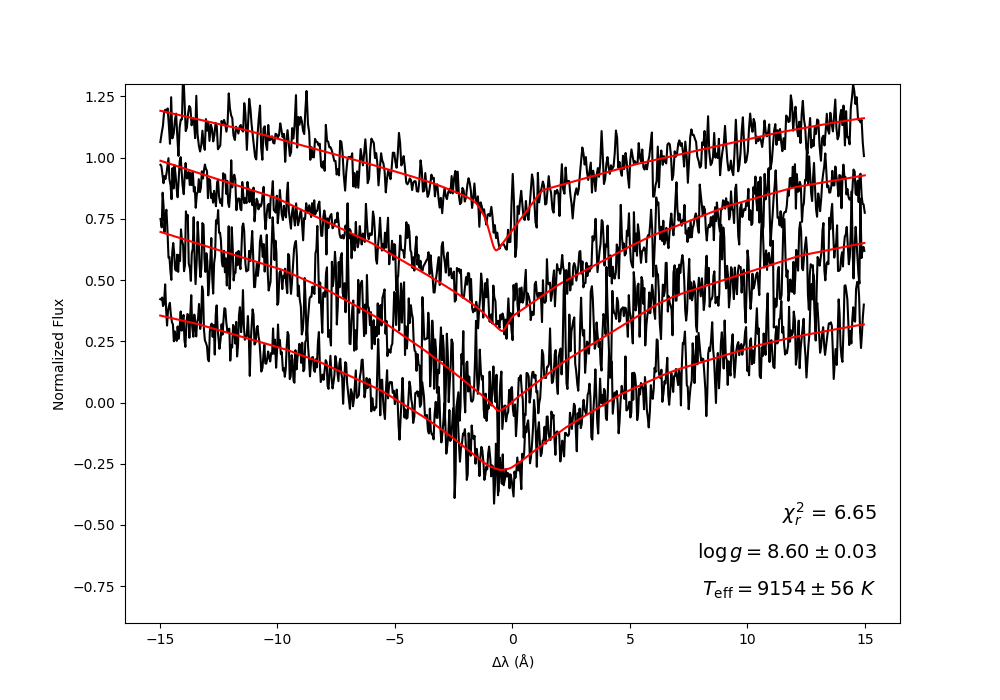 1.25
1.00
0.75
0.50
0.25
0.00
−0.25
−0.50
−0.75
Normalized Flux
χ²ᵣ = 6.65
log g = 8.60 ± 0.03
T_eff = 9154 ± 56 K
−15 −10 −5 0 5 10 15
Δλ (Å)